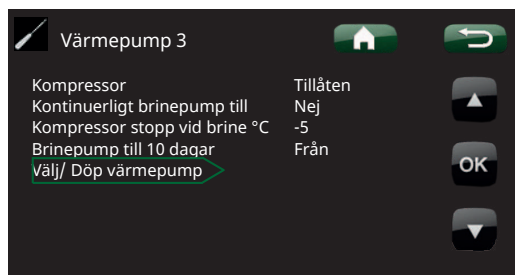 Värmepump 3
Kompressor Tillåten
Kontinuerligt brinepump till Nej
Kompressor stopp vid brine °C -5
Brinepump till 10 dagar Från
Välj/ Döp värmepump
OK